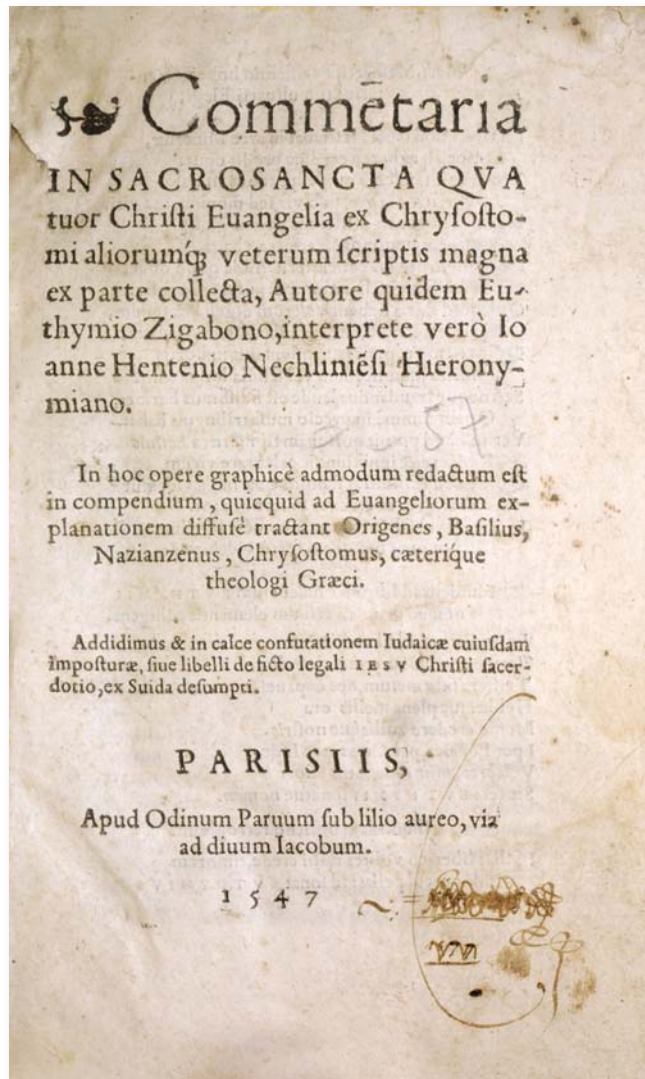 Commētaria
IN SACROSANCTA QVA
tuor Chriſti Euangelia ex Chryſoſto-
mi aliorumq́ꝫ veterum ſcriptis magna
ex parte collecta, Autore quidem Eu-
thymio Zigabono, interprete verò Io
anne Hentenio Nechliniēſi Hierony-
miano.
57
In hoc opere graphicè admodum redactum eſt
in compendium, quicquid ad Euangeliorum ex-
planationem diffuſè tractant Origenes, Baſilius,
Nazianzenus, Chryſoſtomus, cæterique
theologi Græci.
Addidimus & in calce confutationem Iudaicæ cuiuſdam
impoſturæ, ſiue libelli de ficto legali IESV Chriſti ſacer-
dotio, ex Suida deſumpti.
PARISIIS,
Apud Odinum Paruum ſub lilio aureo, via
ad diuum Iacobum.
1547